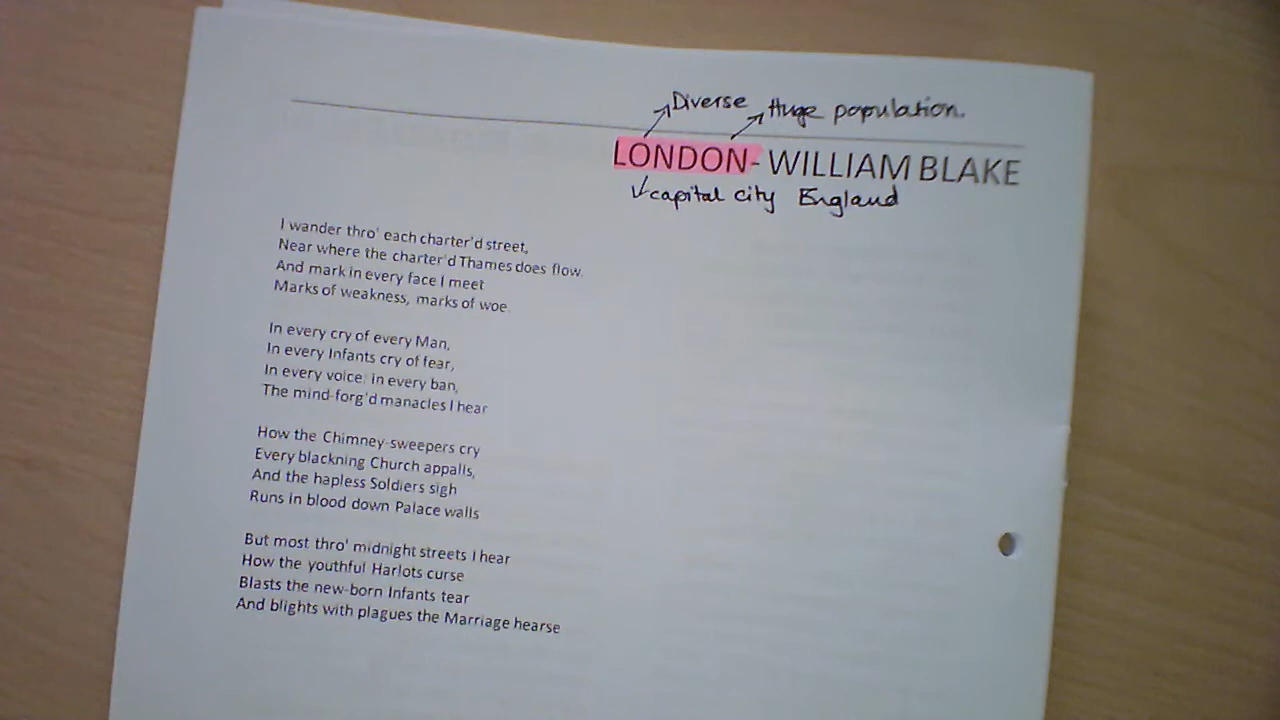 Diverse Huge population.
LONDON- WILLIAM BLAKE
capital city England
I wander thro' each charter'd street,
Near where the charter'd Thames does flow.
And mark in every face I meet
Marks of weakness, marks of woe.
In every cry of every Man,
In every Infants cry of fear,
In every voice: in every ban,
The mind-forg'd manacles I hear
How the Chimney-sweepers cry
Every blackning Church appalls,
And the hapless Soldiers sigh
Runs in blood down Palace walls
But most thro' midnight streets I hear
How the youthful Harlots curse
Blasts the new-born Infants tear
And blights with plagues the Marriage hearse